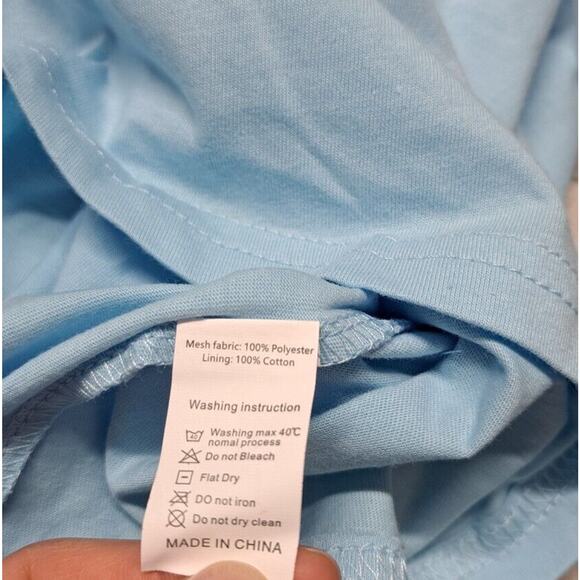 Mesh fabric: 100% Polyester
Lining: 100% Cotton
Washing instruction
40 Washing max 40℃
nomal process
Do not Bleach
Flat Dry
DO not iron
Do not dry clean
MADE IN CHINA